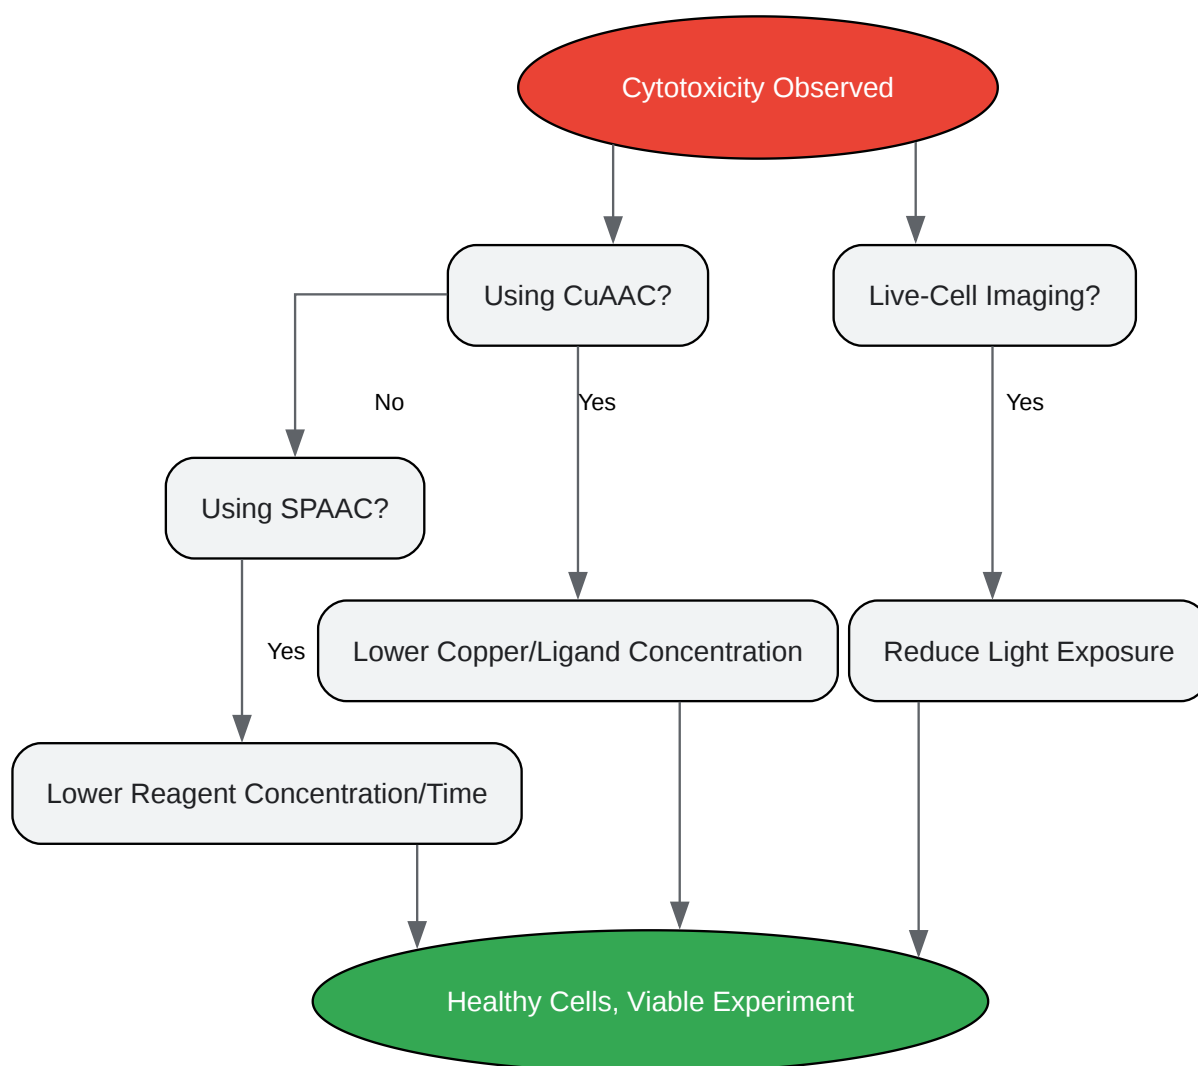 Cytotoxicity Observed
Using CuAAC?
Live-Cell Imaging?
No
Yes
Yes
Using SPAAC?
Yes
Lower Copper/Ligand Concentration
Reduce Light Exposure
Lower Reagent Concentration/Time
Healthy Cells, Viable Experiment